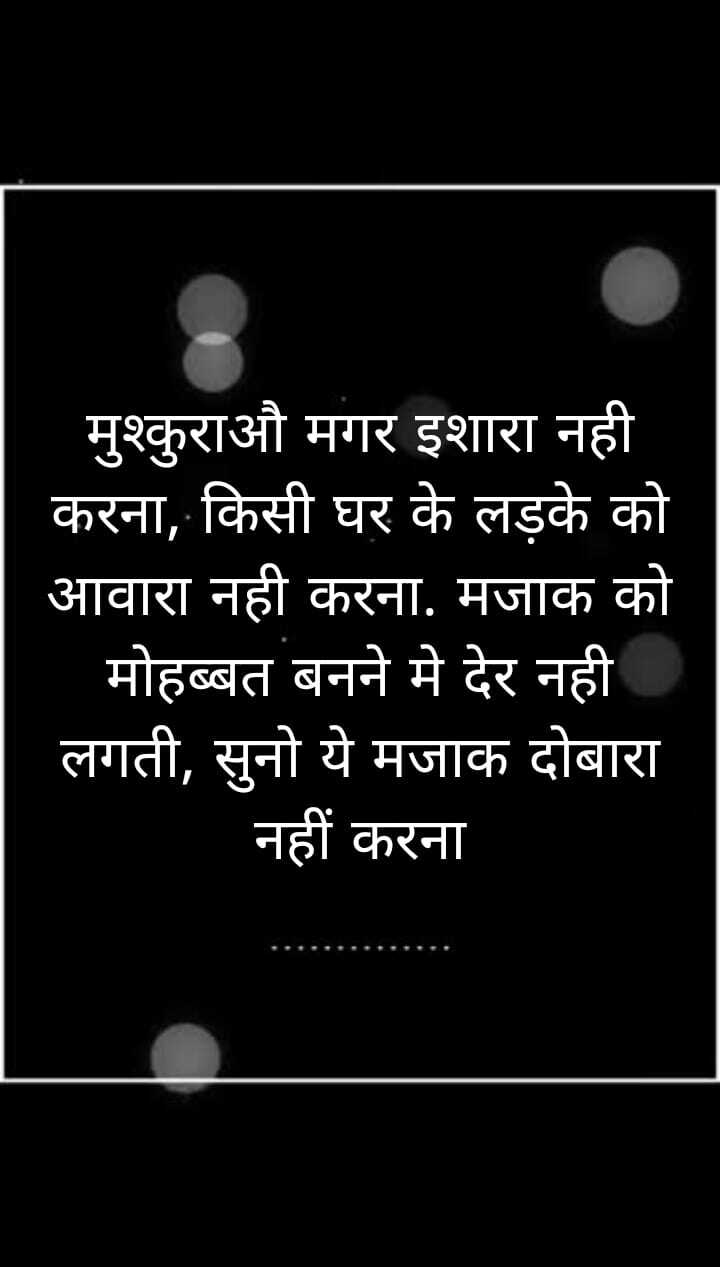 मुश्कुराऔ मगर इशारा नही
करना, किसी घर के लड़के को
आवारा नही करना. मजाक को
मोहब्बत बनने मे देर नही
लगती, सुनो ये मजाक दोबारा
नहीं करना
..............